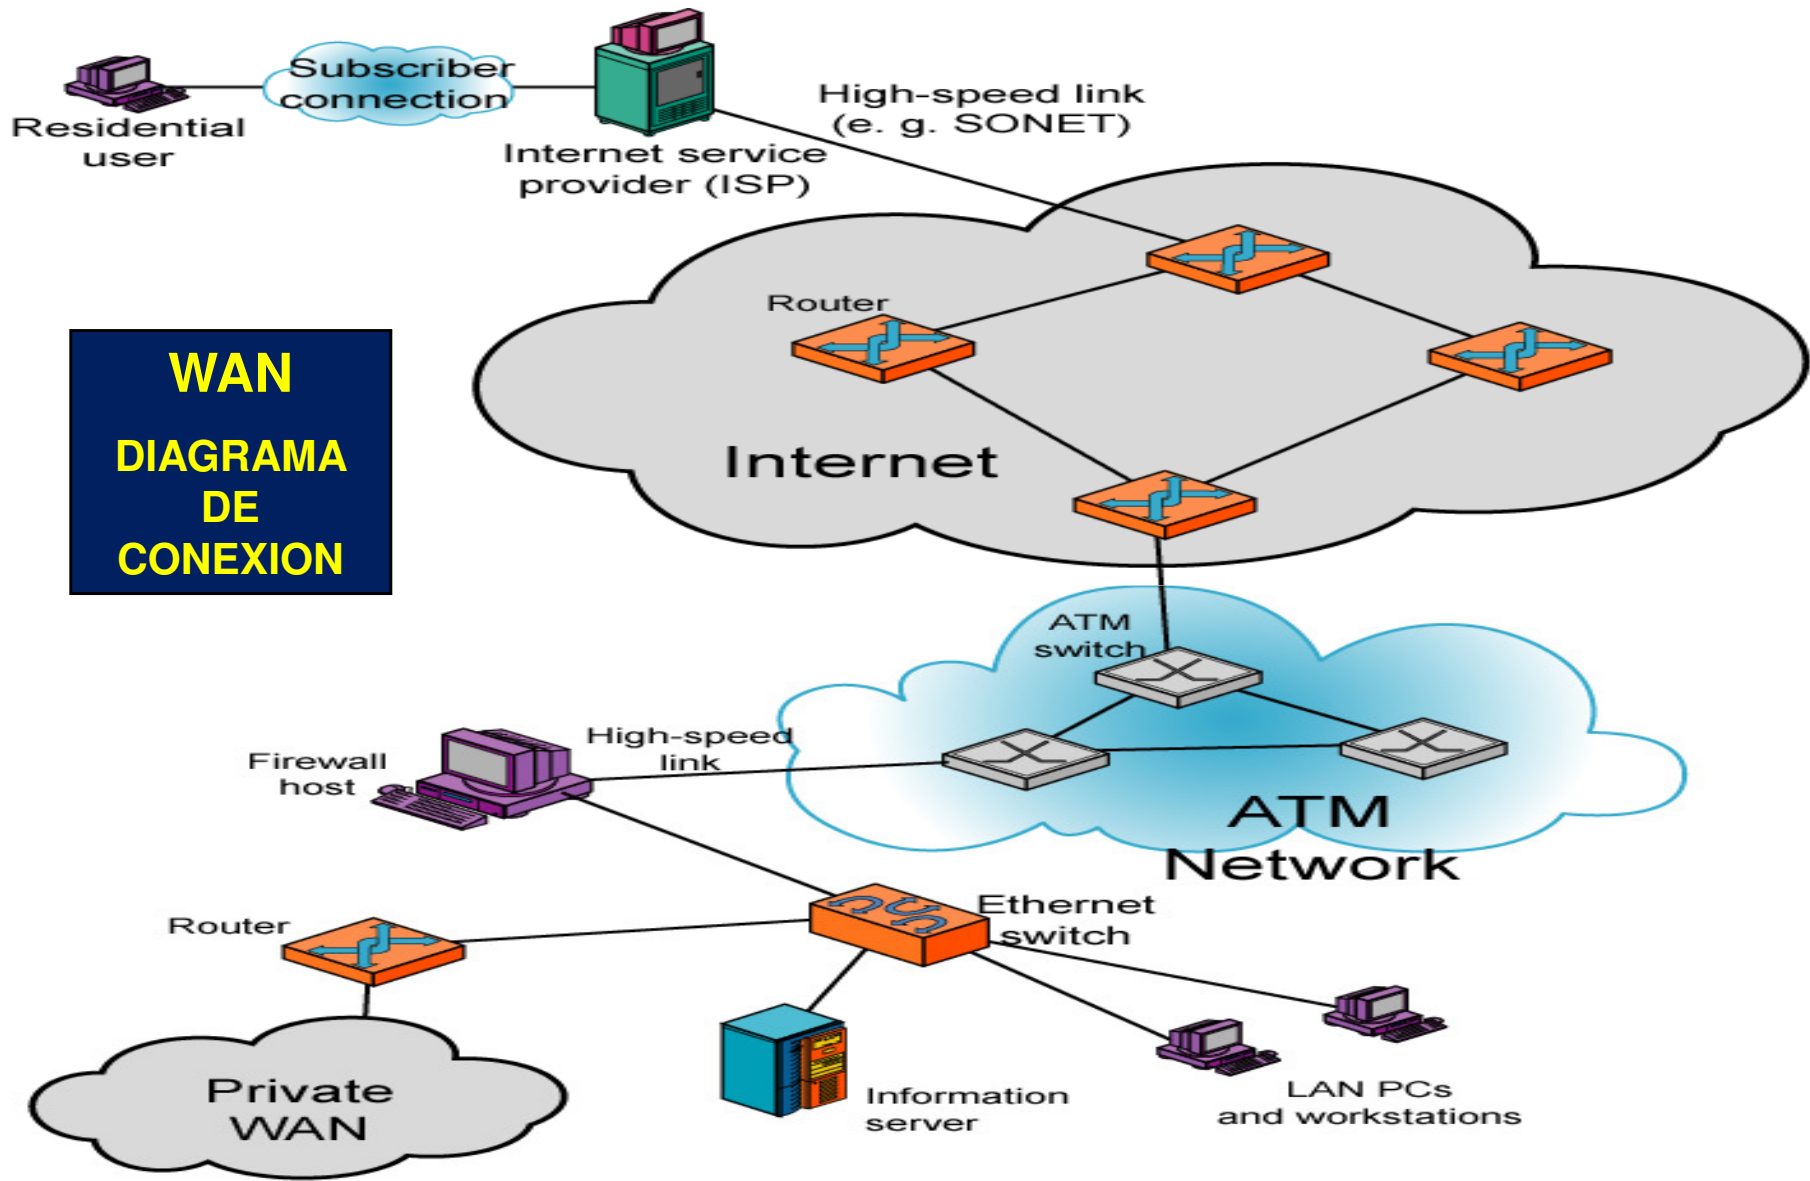 Subscriber
connection
Residential
user
Internet service
provider (ISP)
High-speed link
(e. g. SONET)
Router
Internet
WAN
DIAGRAMA
DE
CONEXION
ATM
switch
High-speed
link
Firewall
host
ATM
Network
Ethernet
switch
Router
Private
WAN
Information
server
LAN PCs
and workstations